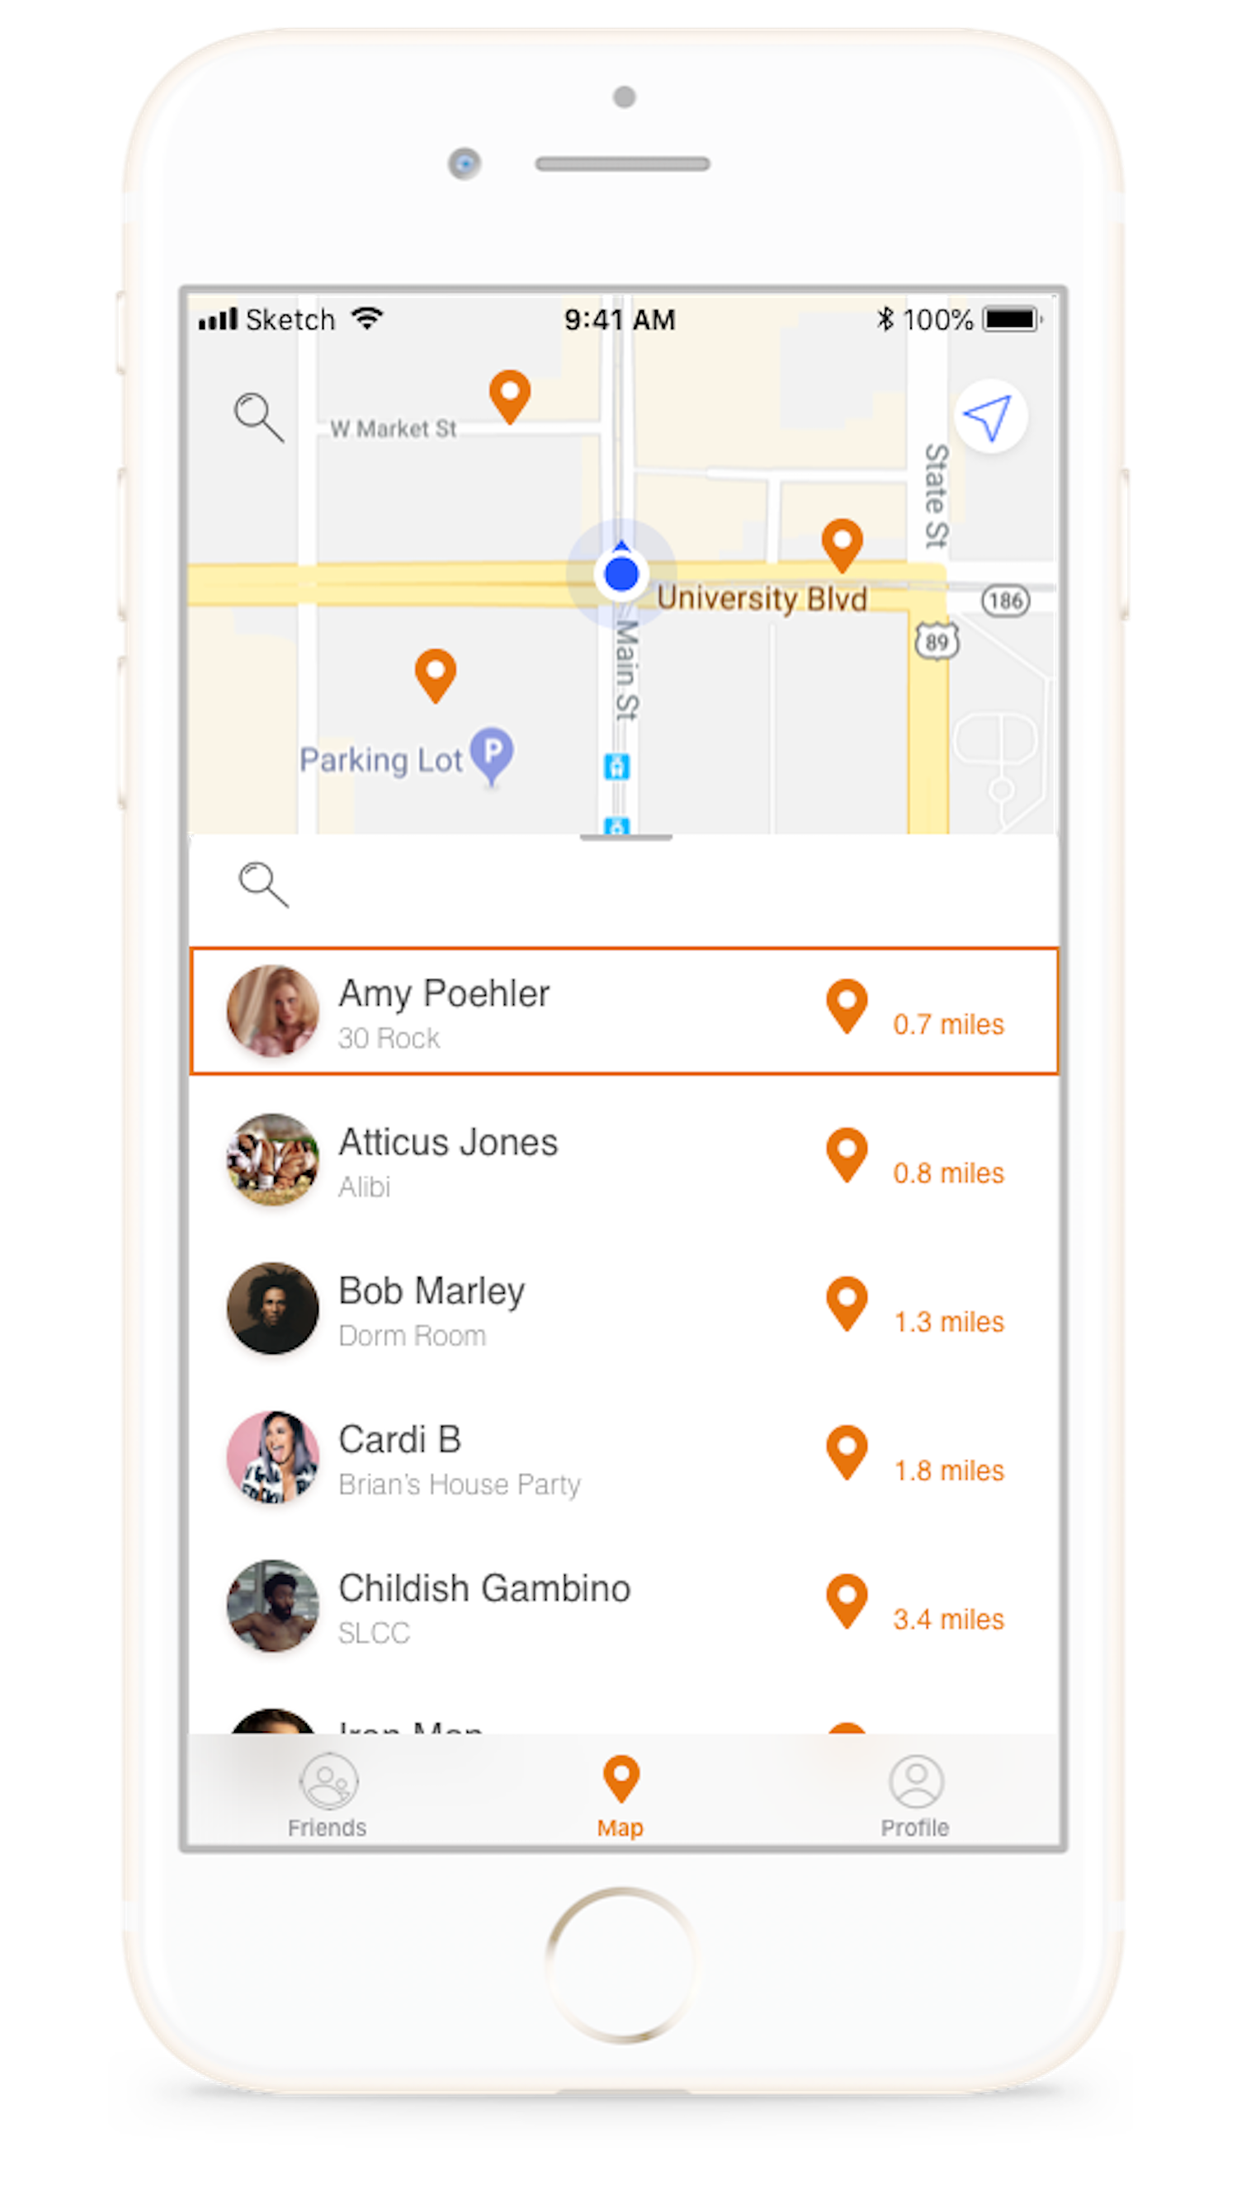 Sketch 9:41 AM 100%
W Market St
State St
University Blvd
186
89
Main St
Parking Lot P
Amy Poehler
30 Rock
0.7 miles
Atticus Jones
Alibi
0.8 miles
Bob Marley
Dorm Room
1.3 miles
Cardi B
Brian's House Party
1.8 miles
Childish Gambino
SLCC
3.4 miles
Iron Man
Friends Map Profile